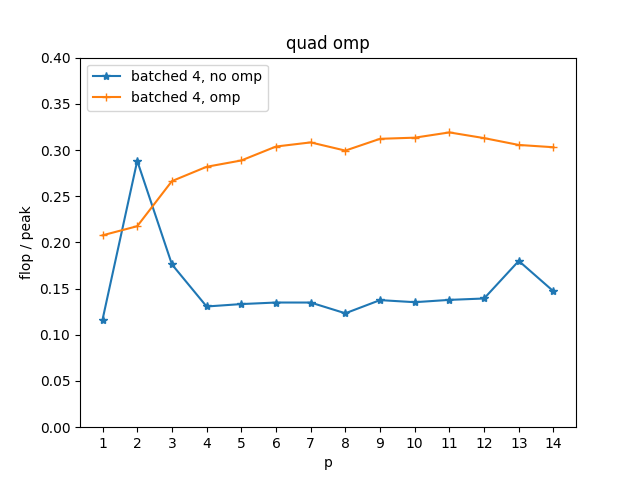 quad omp
batched 4, no omp
batched 4, omp
flop / peak
0.40
0.35
0.30
0.25
0.20
0.15
0.10
0.05
0.00
1 2 3 4 5 6 7 8 9 10 11 12 13 14
p